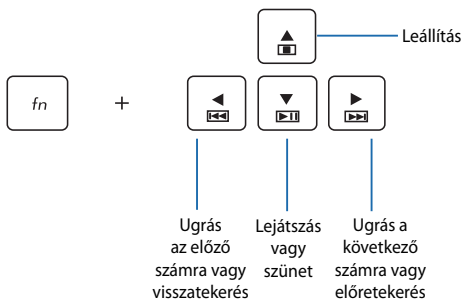 Leállítás
fn
+
Ugrás
az előző
számra vagy
visszatekerés
Lejátszás
vagy
szünet
Ugrás a
következő
számra vagy
előretekerés